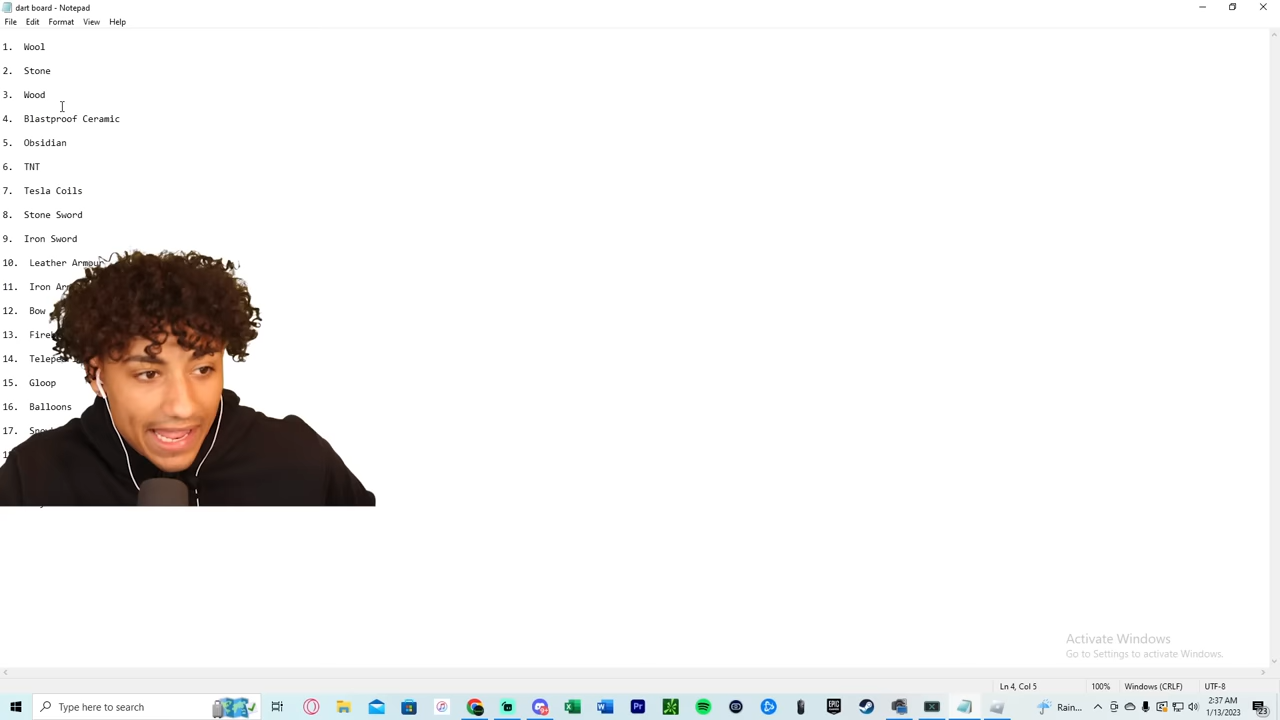 dart board - Notepad
File Edit Format View Help
1. Wool
2. Stone
3. Wood
4. Blastproof Ceramic
5. Obsidian
6. TNT
7. Tesla Coils
8. Stone Sword
9. Iron Sword
10. Leather Armour
11. Iron
12. Bow
13.
14.
15. Gloop
16. Balloons
17.
Activate Windows
Go to Settings to activate Windows.
Ln 4, Col 5 100% Windows (CRLF) UTF-8
Type here to search
Rain...
2:37 AM
1/13/2023